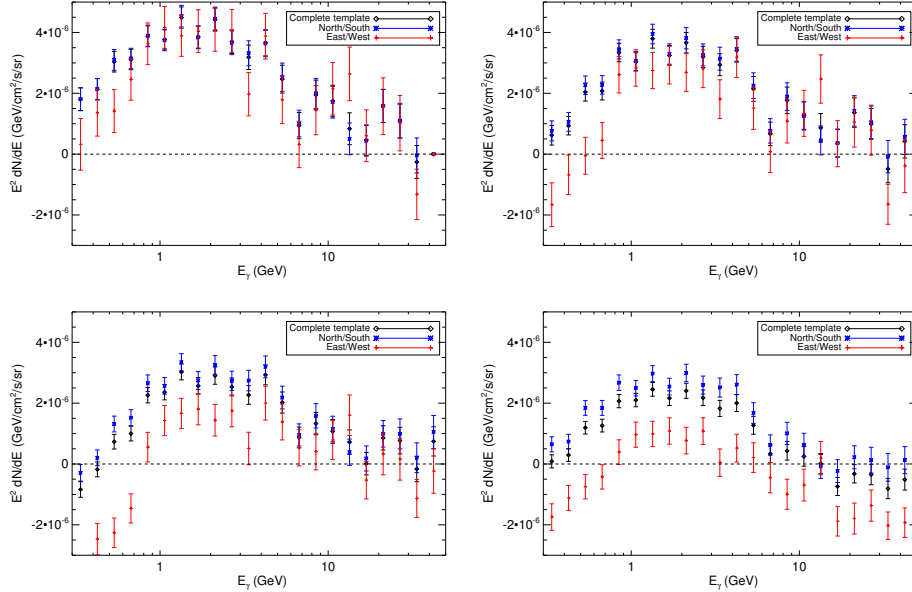 Complete template
North/South
East/West
4•10⁻⁶
2•10⁻⁶
0
-2•10⁻⁶
E² dN/dE (GeV/cm²/s/sr)
1
10
E_γ (GeV)
Complete template
North/South
East/West
4•10⁻⁶
2•10⁻⁶
0
-2•10⁻⁶
E² dN/dE (GeV/cm²/s/sr)
1
10
E_γ (GeV)
Complete template
North/South
East/West
4•10⁻⁶
2•10⁻⁶
0
-2•10⁻⁶
E² dN/dE (GeV/cm²/s/sr)
1
10
E_γ (GeV)
Complete template
North/South
East/West
4•10⁻⁶
2•10⁻⁶
0
-2•10⁻⁶
E² dN/dE (GeV/cm²/s/sr)
1
10
E_γ (GeV)